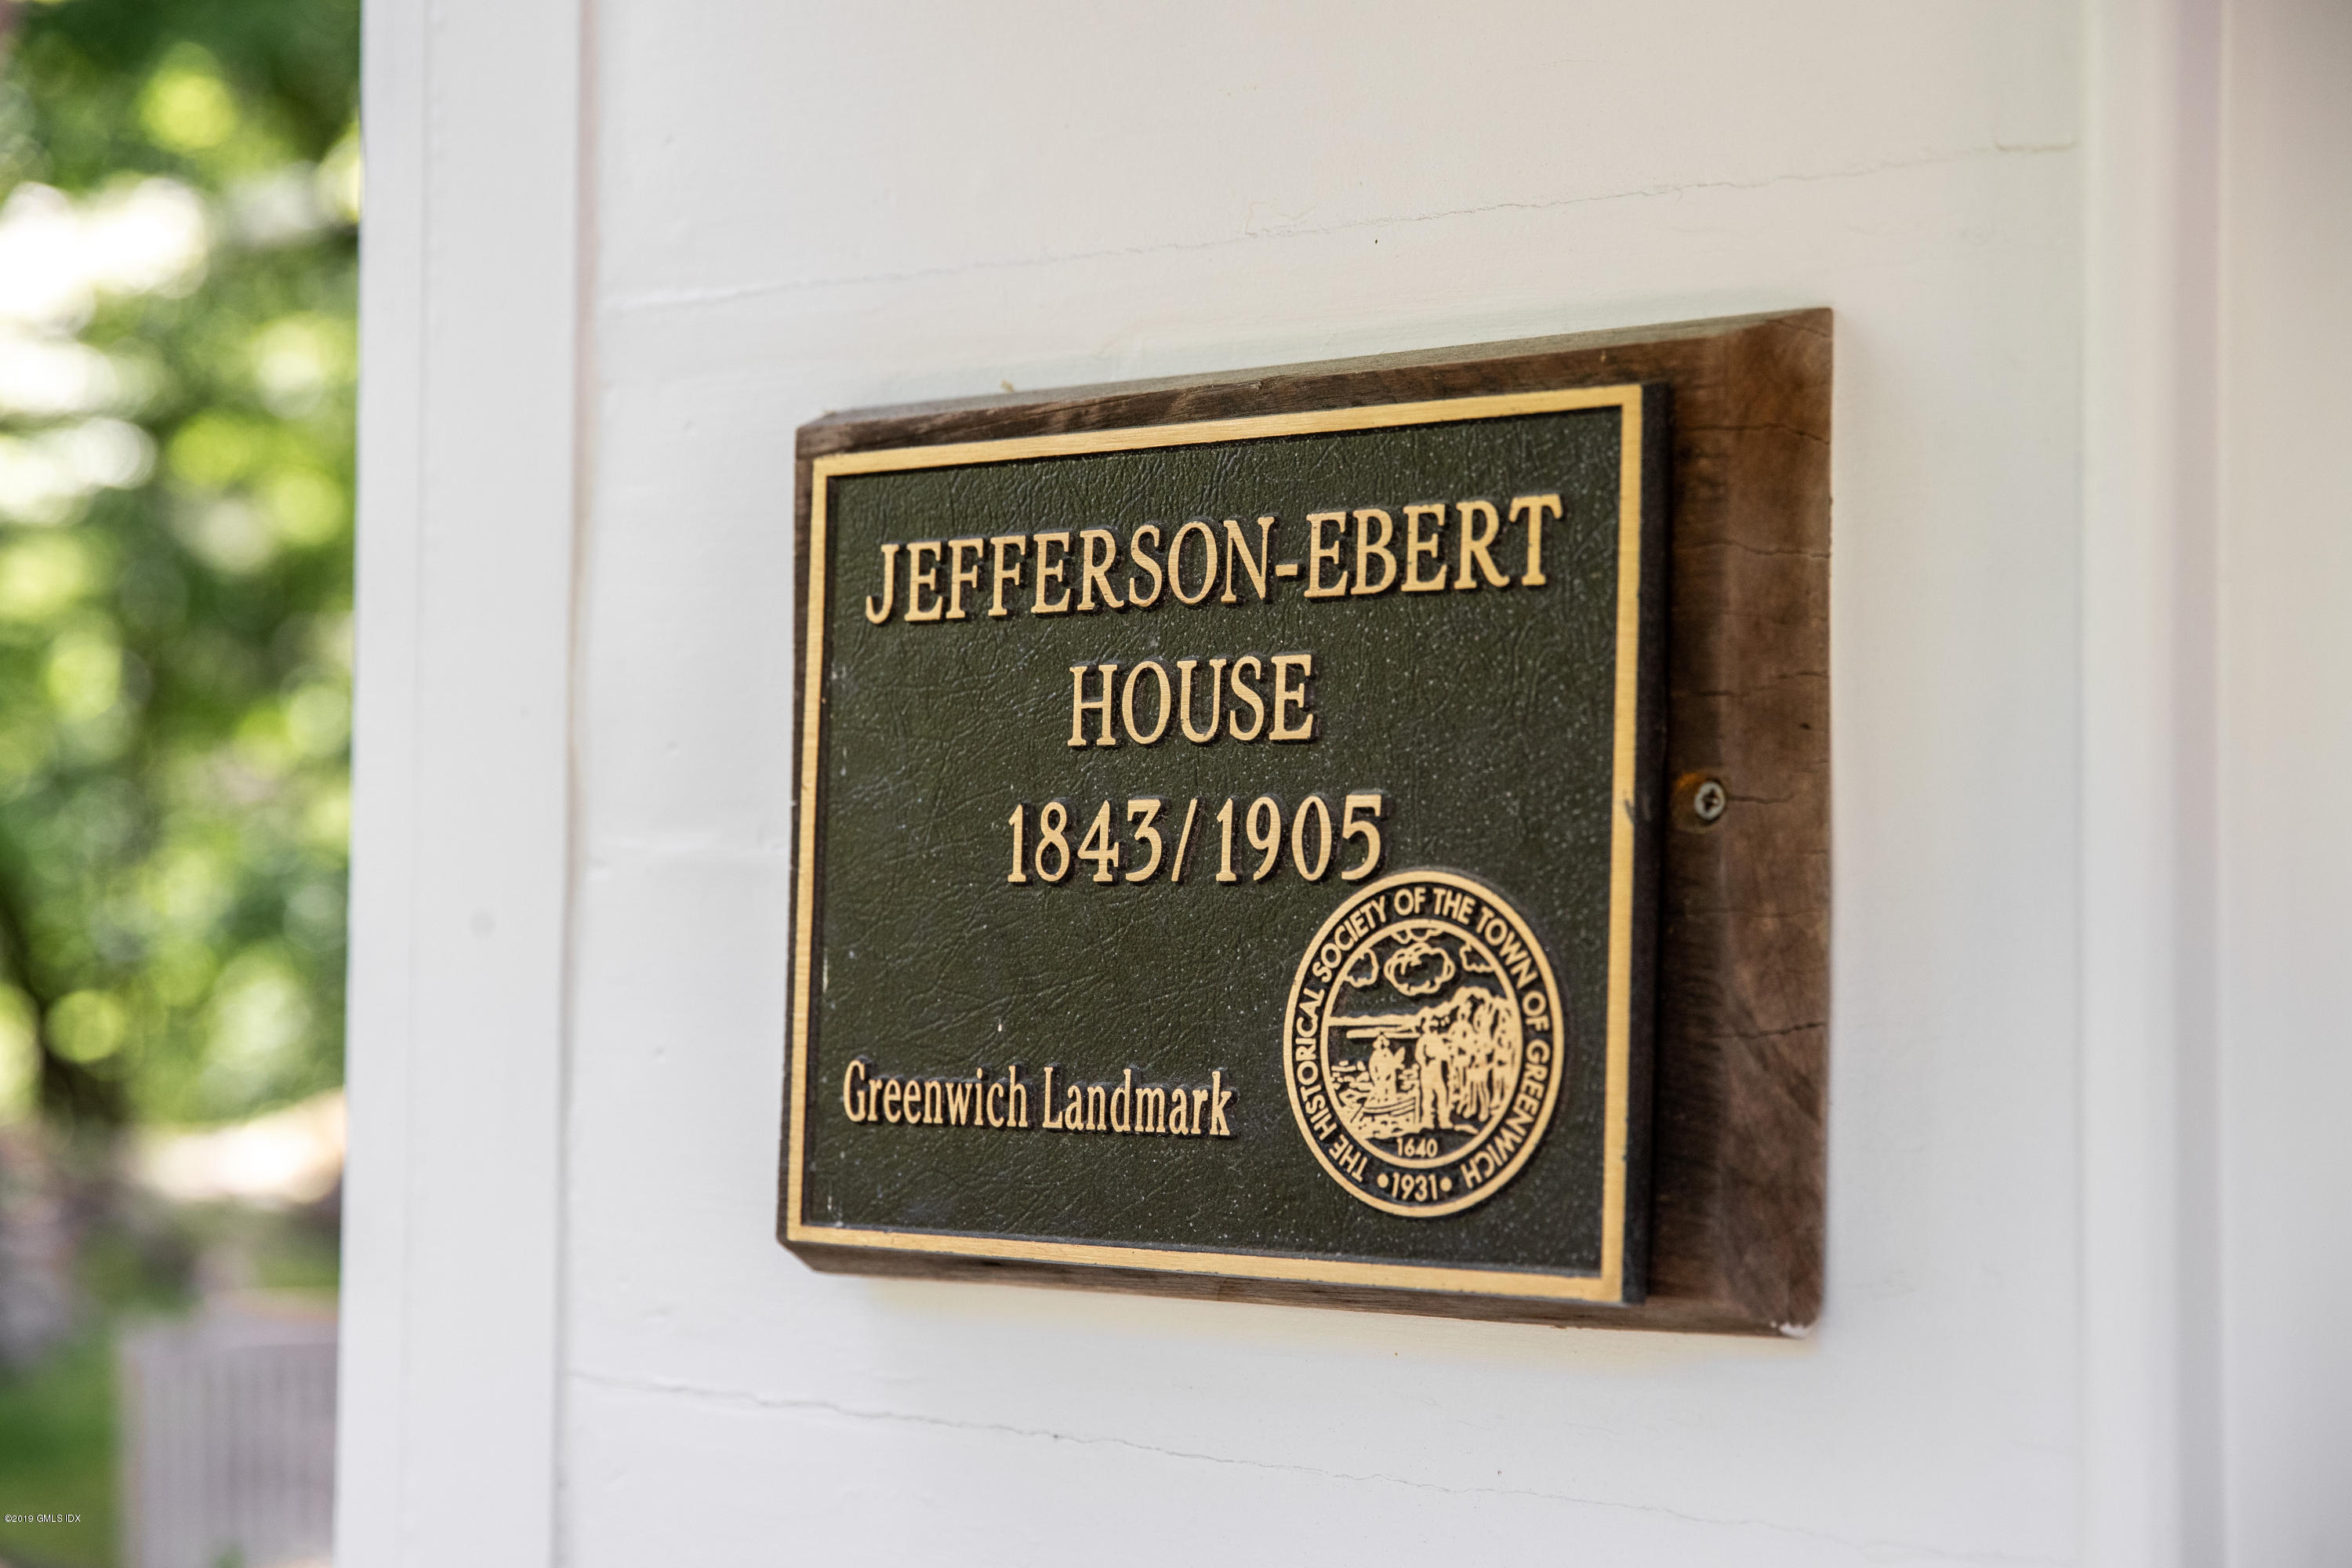 JEFFERSON-EBERT
HOUSE
1843/1905
Greenwich Landmark
THE HISTORICAL SOCIETY OF THE TOWN OF GREENWICH
1640
•1931•
©2019 GMLS IDX